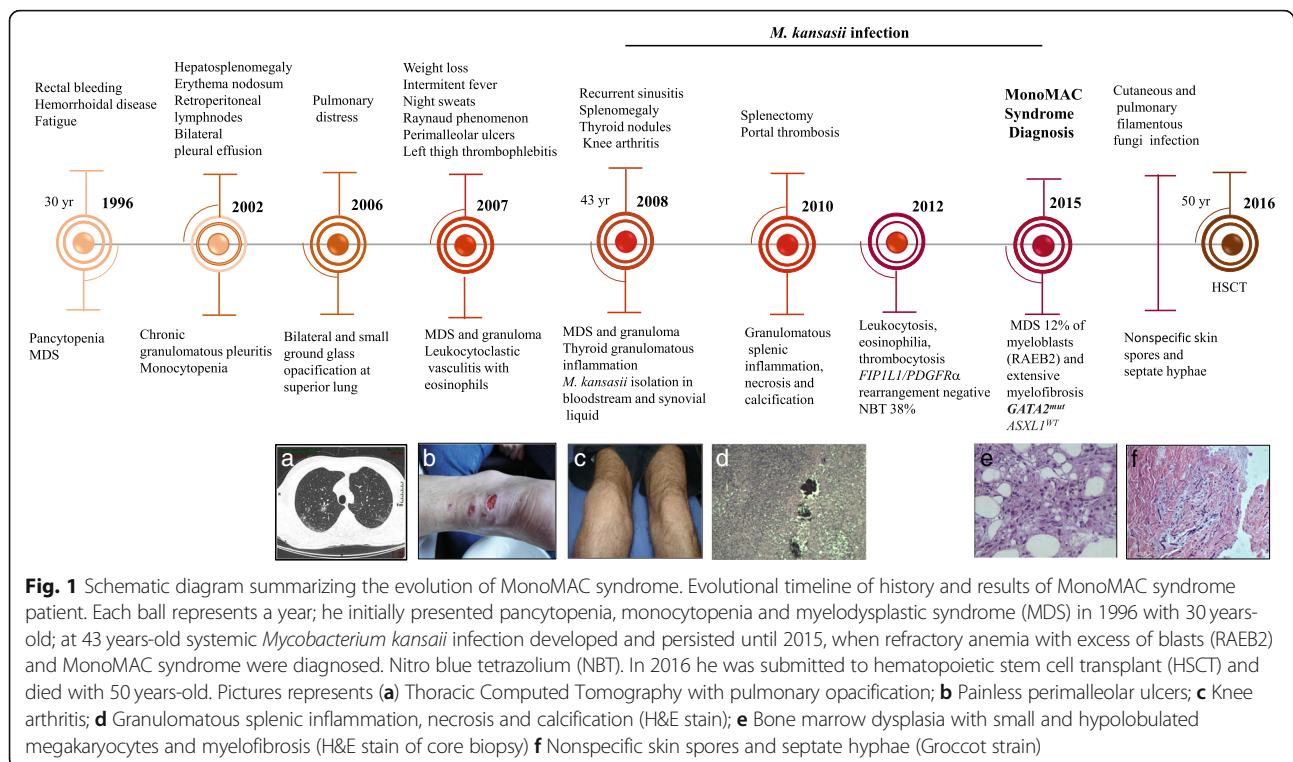 M. kansasii infection
Rectal bleeding
Hemorrhoidal disease
Fatigue
Hepatosplenomegaly
Erythema nodosum
Retroperitoneal
lymphnodes
Bilateral
pleural effusion
Pulmonary
distress
Weight loss
Intermitent fever
Night sweats
Raynaud phenomenon
Perimalleolar ulcers
Left thigh thrombophlebitis
Recurrent sinusitis
Splenomegaly
Thyroid nodules
Knee arthritis
Splenectomy
Portal thrombosis
MonoMAC
Syndrome
Diagnosis
Cutaneous and
pulmonary
filamentous
fungi infection
30 yr 1996
2002
2006
2007
43 yr 2008
2010
2012
2015
50 yr 2016
HSCT
Pancytopenia
MDS
Chronic
granulomatous pleuritis
Monocytopenia
Bilateral and small
ground glass
opacification at
superior lung
MDS and granuloma
Leukocytoclastic
vasculitis with
eosinophils
MDS and granuloma
Thyroid granulomatous
inflammation
M. kansasii isolation in
bloodstream and synovial
liquid
Granulomatous
splenic
inflammation,
necrosis and
calcification
Leukocytosis,
eosinophilia,
thrombocytosis
FIP1L1/PDGFRα
rearrangement negative
NBT 38%
MDS 12% of
myeloblasts
(RAEB2) and
extensive
myelofibrosis
GATA2mut
ASXL1WT
Nonspecific skin
spores and
septate hyphae
a
b
c
d
e
f
Fig. 1 Schematic diagram summarizing the evolution of MonoMAC syndrome. Evolutional timeline of history and results of MonoMAC syndrome
patient. Each ball represents a year; he initially presented pancytopenia, monocytopenia and myelodysplastic syndrome (MDS) in 1996 with 30 years-
old; at 43 years-old systemic Mycobacterium kansaii infection developed and persisted until 2015, when refractory anemia with excess of blasts (RAEB2)
and MonoMAC syndrome were diagnosed. Nitro blue tetrazolium (NBT). In 2016 he was submitted to hematopoietic stem cell transplant (HSCT) and
died with 50 years-old. Pictures represents (a) Thoracic Computed Tomography with pulmonary opacification; b Painless perimalleolar ulcers; c Knee
arthritis; d Granulomatous splenic inflammation, necrosis and calcification (H&E stain); e Bone marrow dysplasia with small and hypolobulated
megakaryocytes and myelofibrosis (H&E stain of core biopsy) f Nonspecific skin spores and septate hyphae (Groccot strain)